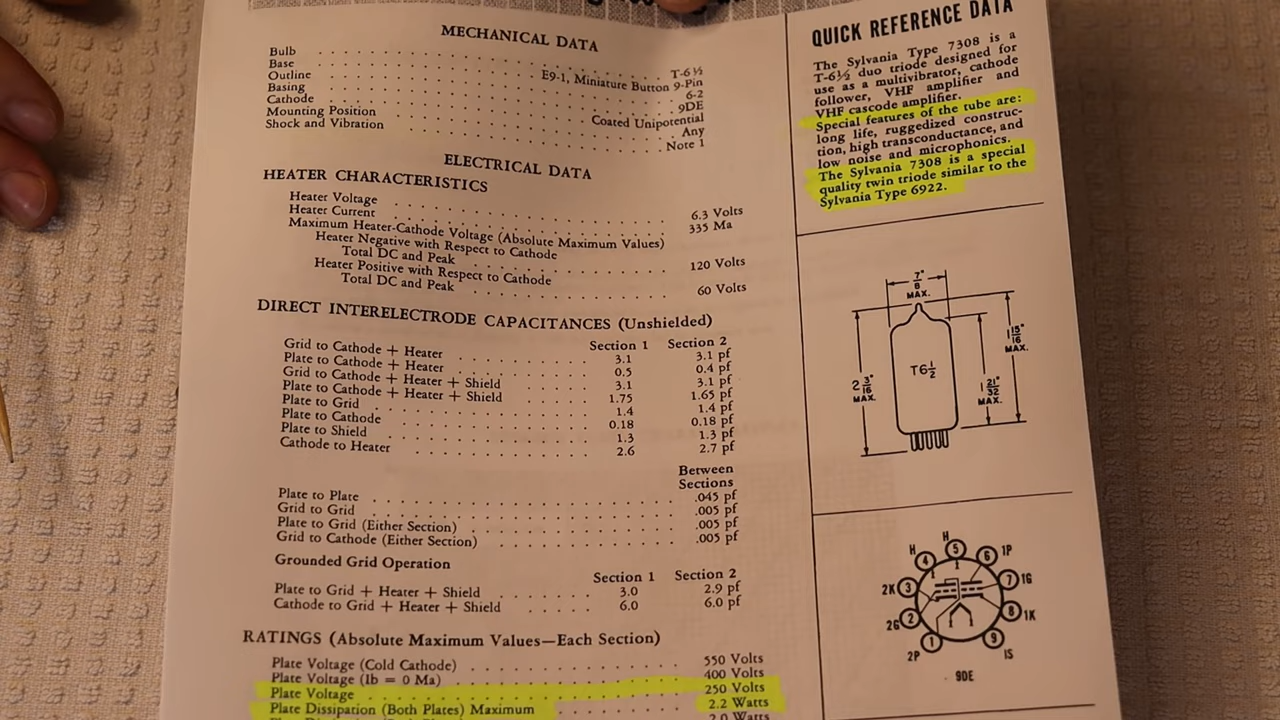 MECHANICAL DATA
Bulb . . . . T-6½
Base . . . . E9-1, Miniature Button 9-Pin
Outline . . . . 6-2
Basing . . . . 9DE
Cathode . . . . Coated Unipotential
Mounting Position . . . . Any
Shock and Vibration . . . . Note 1
ELECTRICAL DATA
HEATER CHARACTERISTICS
Heater Voltage . . . . 6.3 Volts
Heater Current . . . . 335 Ma
Maximum Heater-Cathode Voltage (Absolute Maximum Values)
Heater Negative with Respect to Cathode
Total DC and Peak . . . . 120 Volts
Heater Positive with Respect to Cathode
Total DC and Peak . . . . 60 Volts
DIRECT INTERELECTRODE CAPACITANCES (Unshielded)
Section 1 Section 2
Grid to Cathode + Heater . . . . 3.1 3.1 pf
Plate to Cathode + Heater . . . . 0.5 0.4 pf
Grid to Cathode + Heater + Shield . . . . 3.1 3.1 pf
Plate to Cathode + Heater + Shield . . . . 1.75 1.65 pf
Plate to Grid . . . . 1.4 1.4 pf
Plate to Cathode . . . . 0.18 0.18 pf
Plate to Shield . . . . 1.3 1.3 pf
Cathode to Heater . . . . 2.6 2.7 pf
Between
Sections
Plate to Plate . . . . .045 pf
Grid to Grid . . . . .005 pf
Plate to Grid (Either Section) . . . . .005 pf
Grid to Cathode (Either Section) . . . . .005 pf
Grounded Grid Operation
Section 1 Section 2
Plate to Grid + Heater + Shield . . . . 3.0 2.9 pf
Cathode to Grid + Heater + Shield . . . . 6.0 6.0 pf
RATINGS (Absolute Maximum Values—Each Section)
Plate Voltage (Cold Cathode) . . . . 550 Volts
Plate Voltage (Ib = 0 Ma) . . . . 400 Volts
Plate Voltage . . . . 250 Volts
Plate Dissipation (Both Plates) Maximum . . . . 2.2 Watts
2.0 Watts
QUICK REFERENCE DATA
The Sylvania Type 7308 is a
T-6½ duo triode designed for
use as a multivibrator, cathode
follower, VHF amplifier and
VHF cascode amplifier.
Special features of the tube are:
long life, ruggedized construc-
tion, high transconductance, and
low noise and microphonics.
The Sylvania 7308 is a special
quality twin triode similar to the
Sylvania Type 6922.
7/8"
MAX.
T6½
2 3/16"
MAX.
1 21/32"
MAX.
1 15/16"
MAX.
H H
4 5 6 1P
2K 3 7 1G
2G 2 8 1K
2P 1 9 IS
9DE